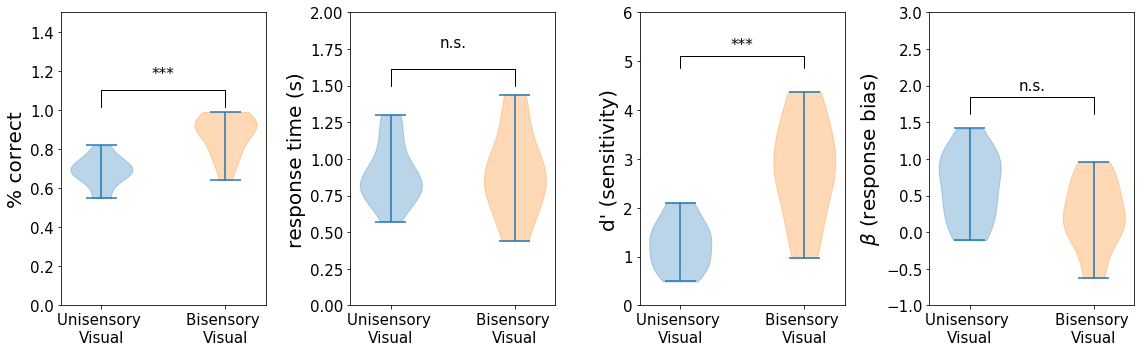 % correct
1.4
1.2
1.0
0.8
0.6
0.4
0.2
0.0
***
Unisensory
Visual
Bisensory
Visual
response time (s)
2.00
1.75
1.50
1.25
1.00
0.75
0.50
0.25
0.00
n.s.
Unisensory
Visual
Bisensory
Visual
d' (sensitivity)
6
5
4
3
2
1
0
***
Unisensory
Visual
Bisensory
Visual
β (response bias)
3.0
2.5
2.0
1.5
1.0
0.5
0.0
−0.5
−1.0
n.s.
Unisensory
Visual
Bisensory
Visual